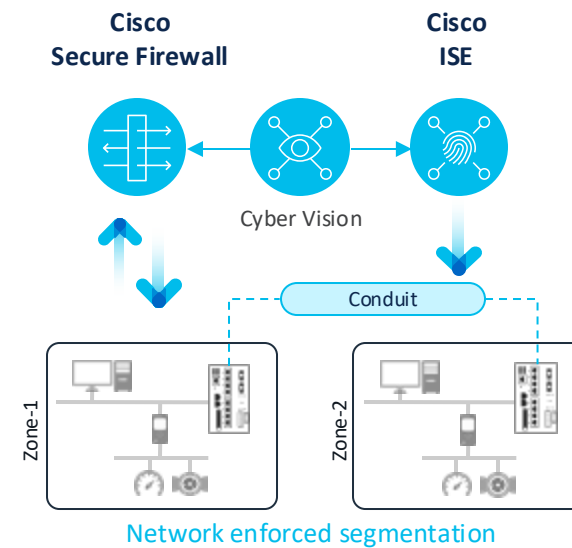 Cisco
Secure Firewall
Cisco
ISE
Cyber Vision
Conduit
Zone-1
Zone-2
Network enforced segmentation